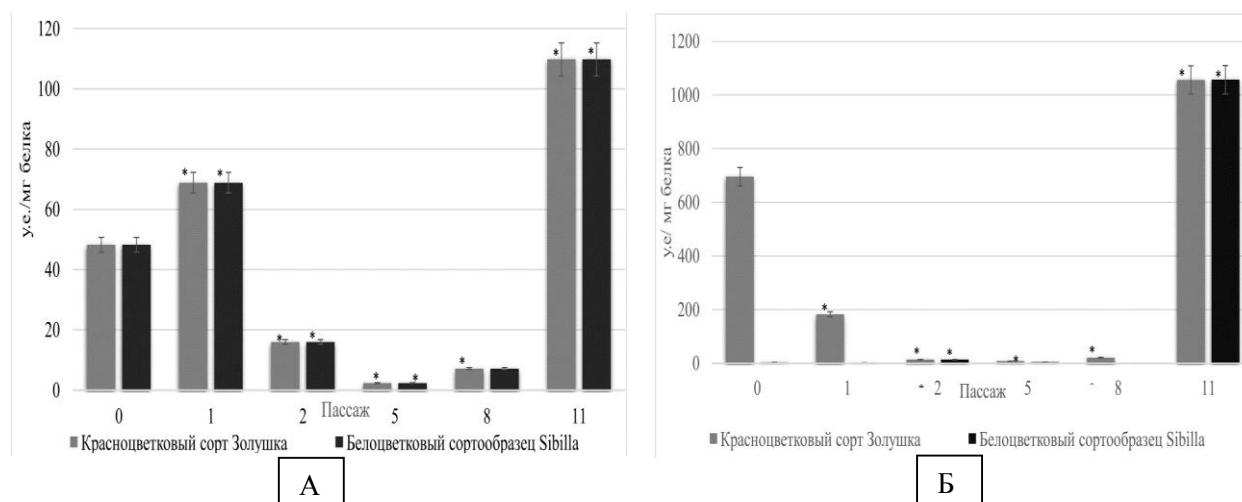 120
100
80
60
40
20
0
у.е./мг белка
* * * * * * * * * *
0 1 2 5 8 11
Пассаж
Красноцветковый сорт Золушка Белоцветковый сортообразец Sibilla
А
1200
1000
800
600
400
200
0
у.е/ мг белка
* * * * * * *
0 1 2 5 8 11
Пассаж
Красноцветковый сорт Золушка Белоцветковый сортообразец Sibilla
Б